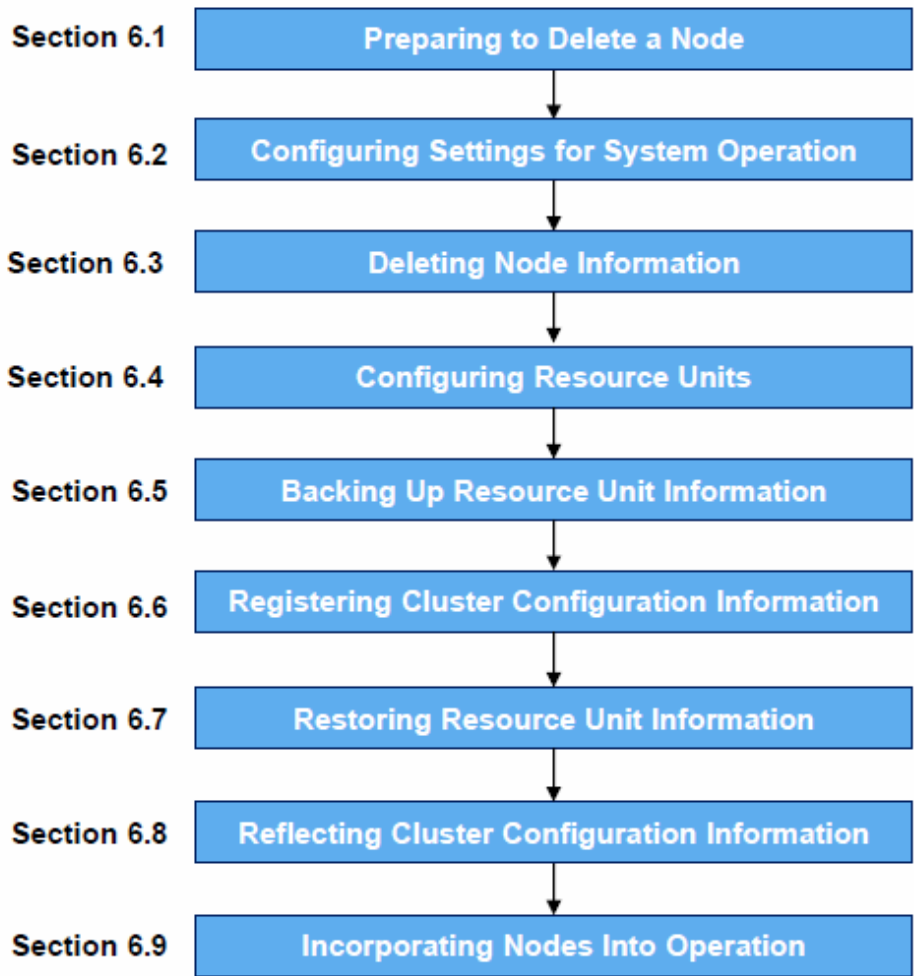 Section 6.1 Preparing to Delete a Node
Section 6.2 Configuring Settings for System Operation
Section 6.3 Deleting Node Information
Section 6.4 Configuring Resource Units
Section 6.5 Backing Up Resource Unit Information
Section 6.6 Registering Cluster Configuration Information
Section 6.7 Restoring Resource Unit Information
Section 6.8 Reflecting Cluster Configuration Information
Section 6.9 Incorporating Nodes Into Operation